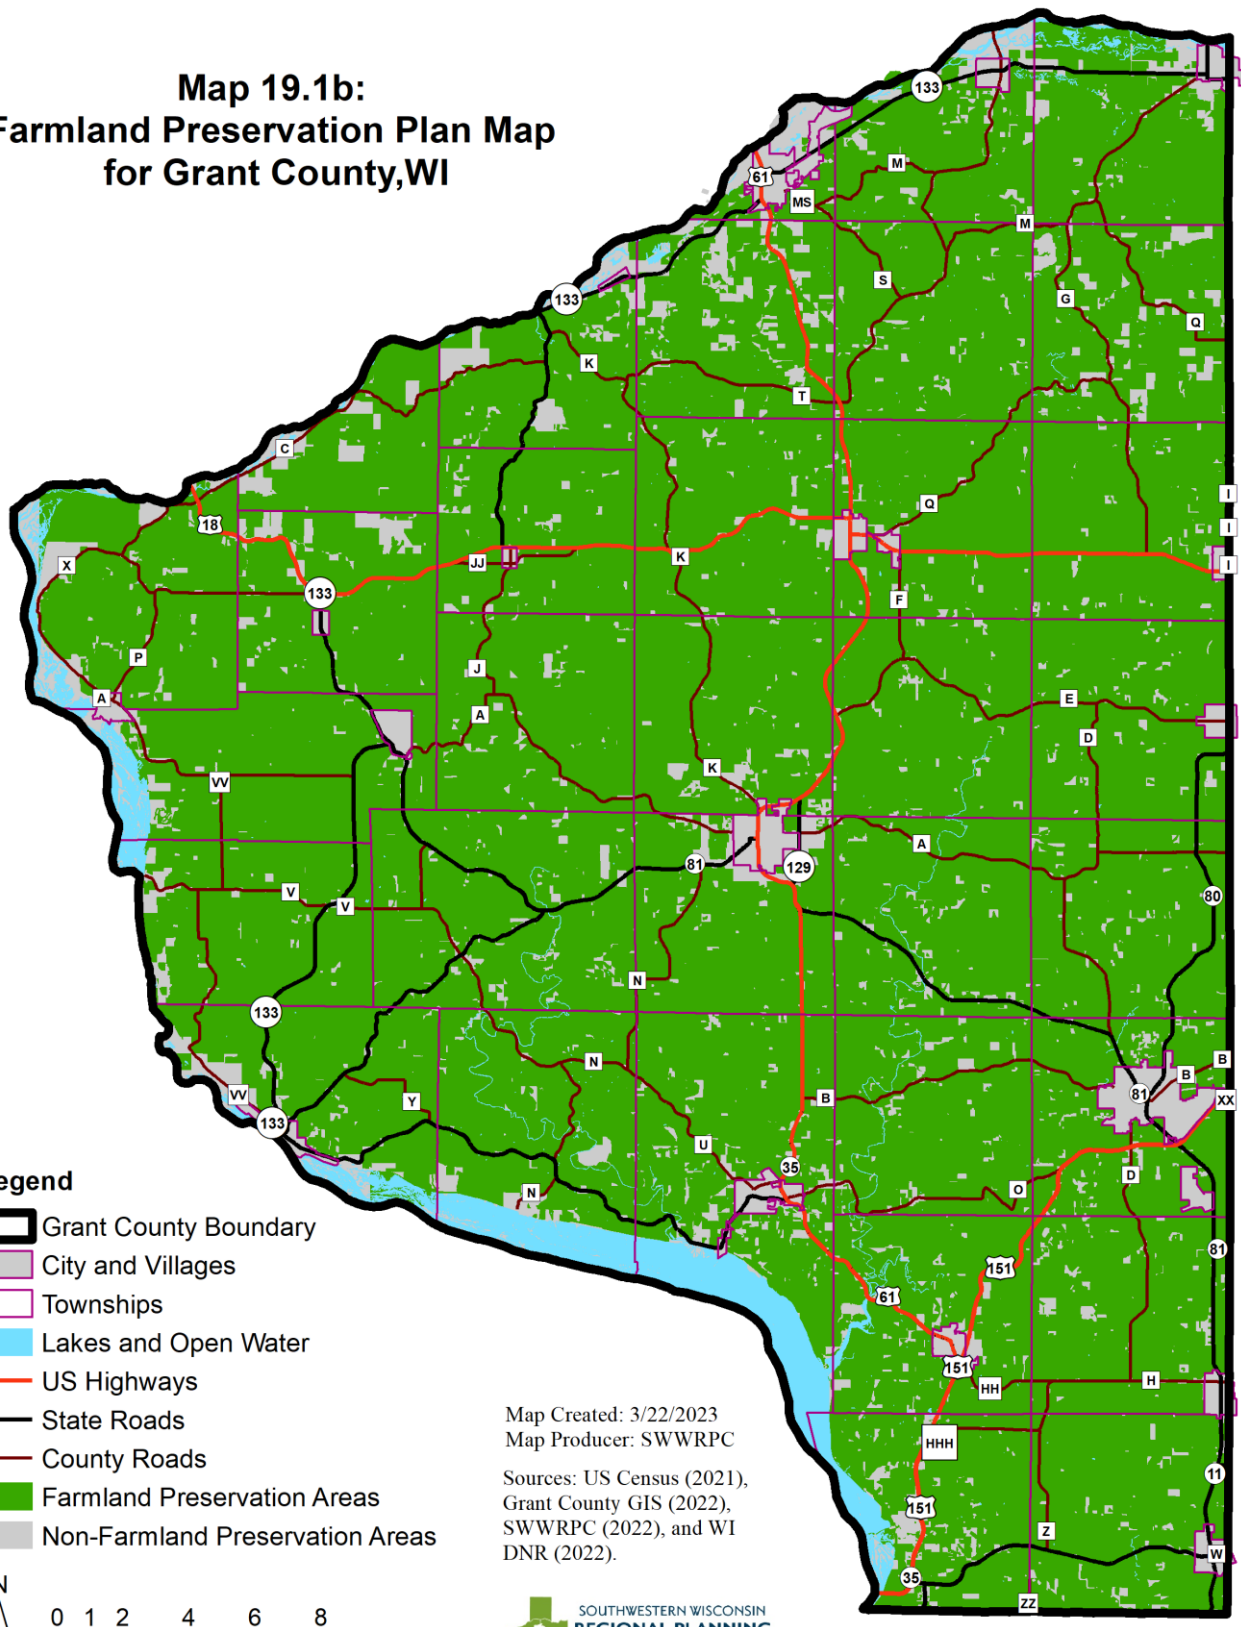 Map 19.1b:
Farmland Preservation Plan Map
for Grant County,WI
133
61
M
MS
M
S
G
Q
133
K
T
C
18
Q
I
I
I
X
JJ
K
133
F
P
J
A
A
E
D
K
VV
81
129
A
80
V
V
N
133
N
B
B
VV
Y
B
81
XX
133
U
35
D
N
O
81
151
61
151
HH
H
HHH
11
151
Z
W
35
ZZ
egend
Grant County Boundary
City and Villages
Townships
Lakes and Open Water
US Highways
State Roads
County Roads
Farmland Preservation Areas
Non-Farmland Preservation Areas
N
0 1 2 4 6 8
Map Created: 3/22/2023
Map Producer: SWWRPC
Sources: US Census (2021),
Grant County GIS (2022),
SWWRPC (2022), and WI
DNR (2022).
SOUTHWESTERN WISCONSIN
REGIONAL PLANNING